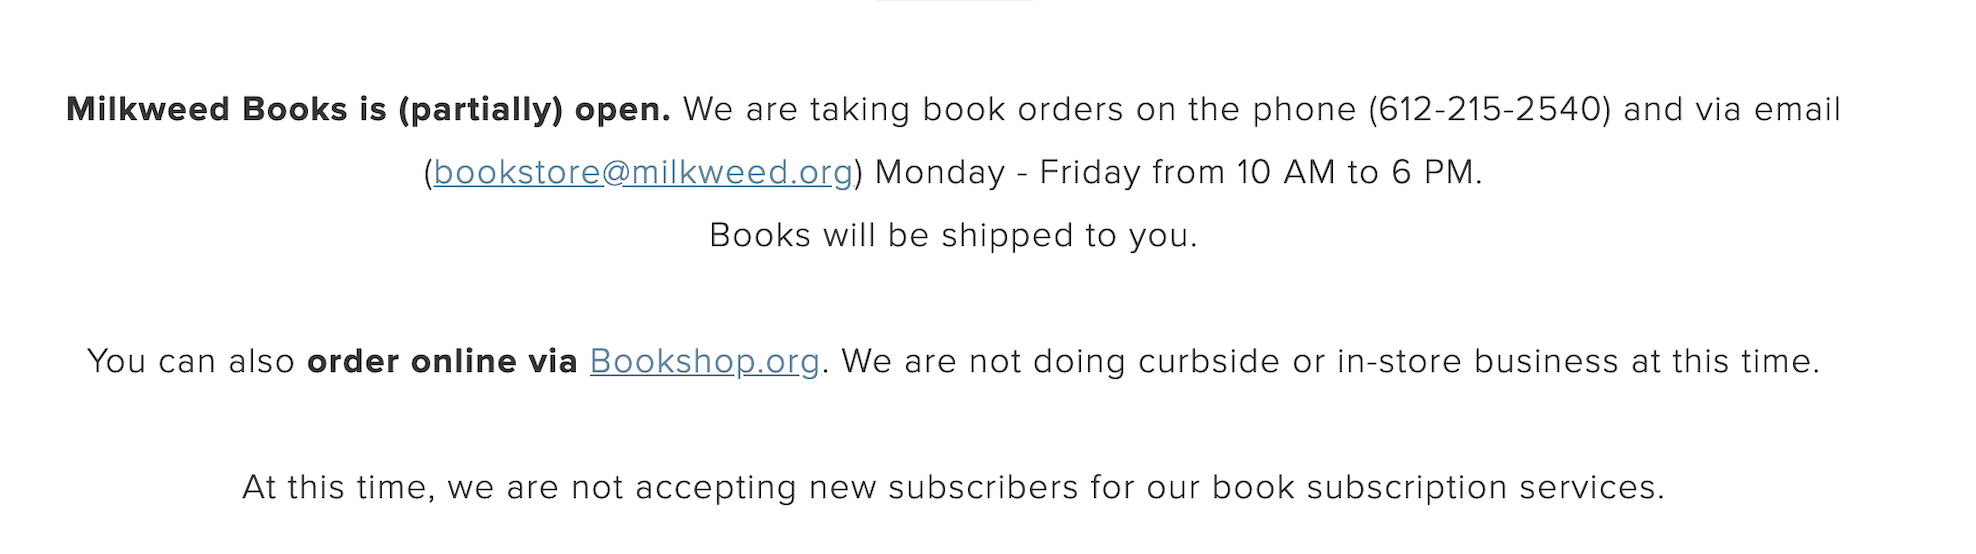 Milkweed Books is (partially) open. We are taking book orders on the phone (612-215-2540) and via email
(bookstore@milkweed.org) Monday - Friday from 10 AM to 6 PM.
Books will be shipped to you.
You can also order online via Bookshop.org. We are not doing curbside or in-store business at this time.
At this time, we are not accepting new subscribers for our book subscription services.